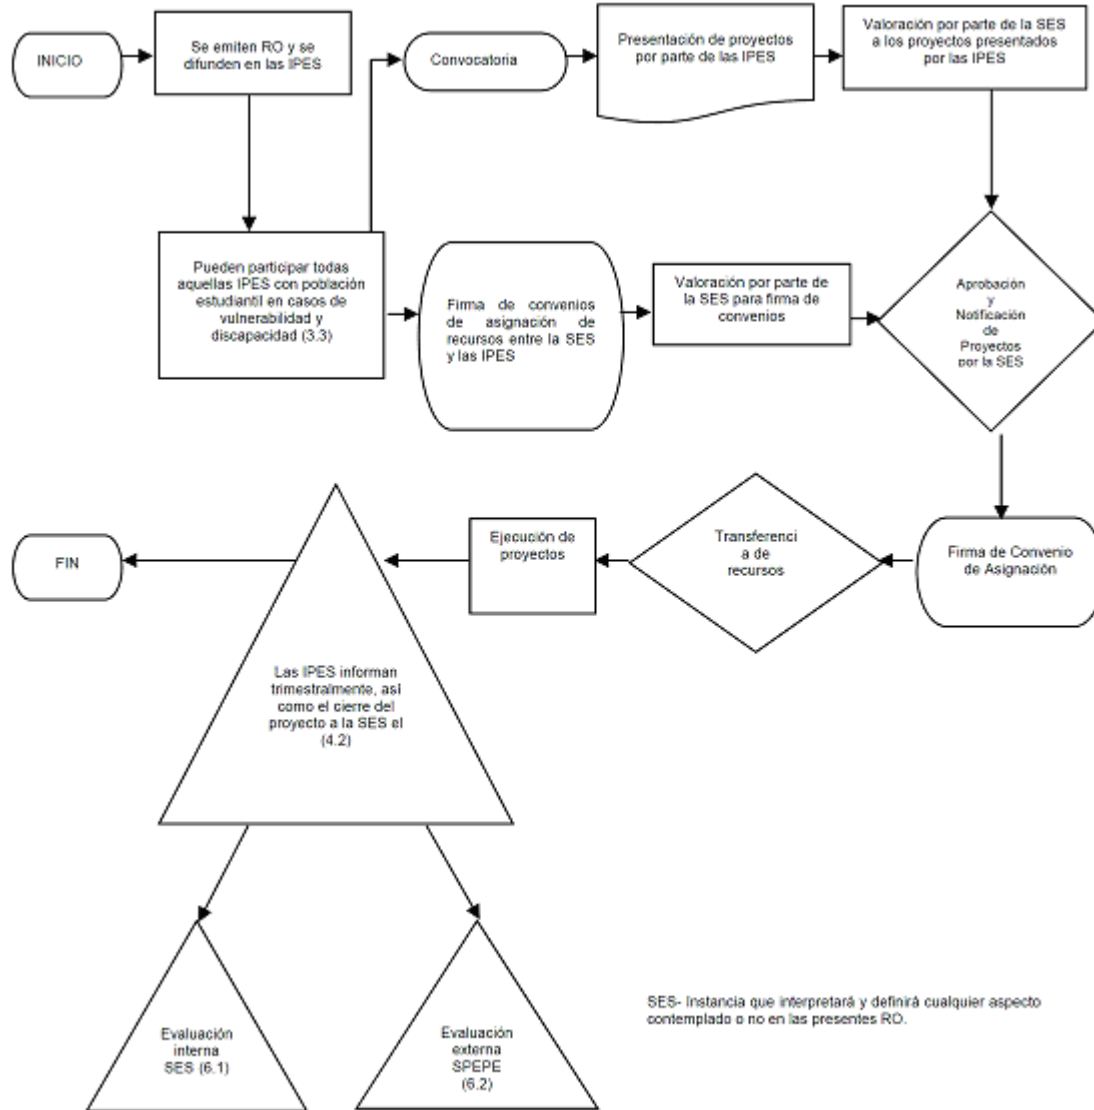 INICIO
Se emiten RO y se
difunden en las IPES
Convocatoria
Presentación de proyectos
por parte de las IPES
Valoración por parte de la SES
a los proyectos presentados
por las IPES
Pueden participar todas
aquellas IPES con población
estudiantil en casos de
vulnerabilidad y
discapacidad (3.3)
Firma de convenios
de asignación de
recursos entre la SES
y las IPES
Valoración por parte de
la SES para firma de
convenios
Aprobación
y
Notificación
de
Proyectos
por la SES
FIN
Ejecución de
proyectos
Transferenci
a de
recursos
Firma de Convenio
de Asignación
Las IPES informan
trimestralmente, así
como el cierre del
proyecto a la SES el
(4.2)
Evaluación
interna
SES (6.1)
Evaluación
externa
SPEPE
(6.2)
SES- Instancia que interpretará y definirá cualquier aspecto
contemplado o no en las presentes RO.